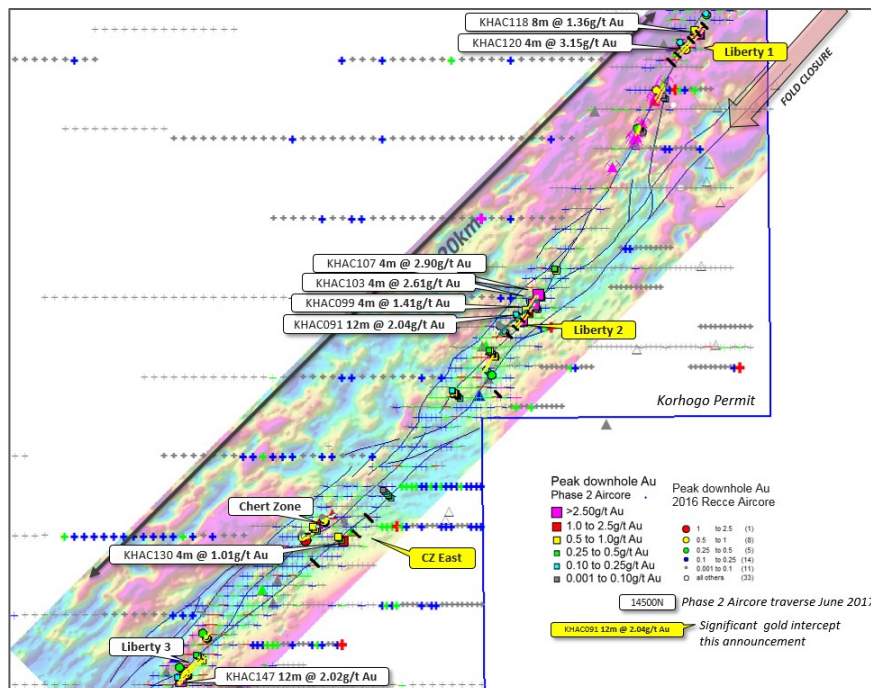 KHAC118 8m @ 1.36g/t Au
KHAC120 4m @ 3.15g/t Au
Liberty 1
FOLD CLOSURE
20km
KHAC107 4m @ 2.90g/t Au
KHAC103 4m @ 2.61g/t Au
KHAC099 4m @ 1.41g/t Au
KHAC091 12m @ 2.04g/t Au
Liberty 2
Korhogo Permit
Chert Zone
KHAC130 4m @ 1.01g/t Au
CZ East
Liberty 3
KHAC147 12m @ 2.02g/t Au
Peak downhole Au
Phase 2 Aircore
>2.50g/t Au
1.0 to 2.5g/t Au
0.5 to 1.0g/t Au
0.25 to 0.5g/t Au
0.10 to 0.25g/t Au
0.001 to 0.10g/t Au
Peak downhole Au
2016 Recce Aircore
1 to 2.5 (1)
0.5 to 1 (8)
0.25 to 0.5 (5)
0.1 to 0.25 (14)
0.001 to 0.1 (11)
all others (33)
14500N Phase 2 Aircore traverse June 2017
KHAC091 12m @ 2.04g/t Au Significant gold intercept
this announcement